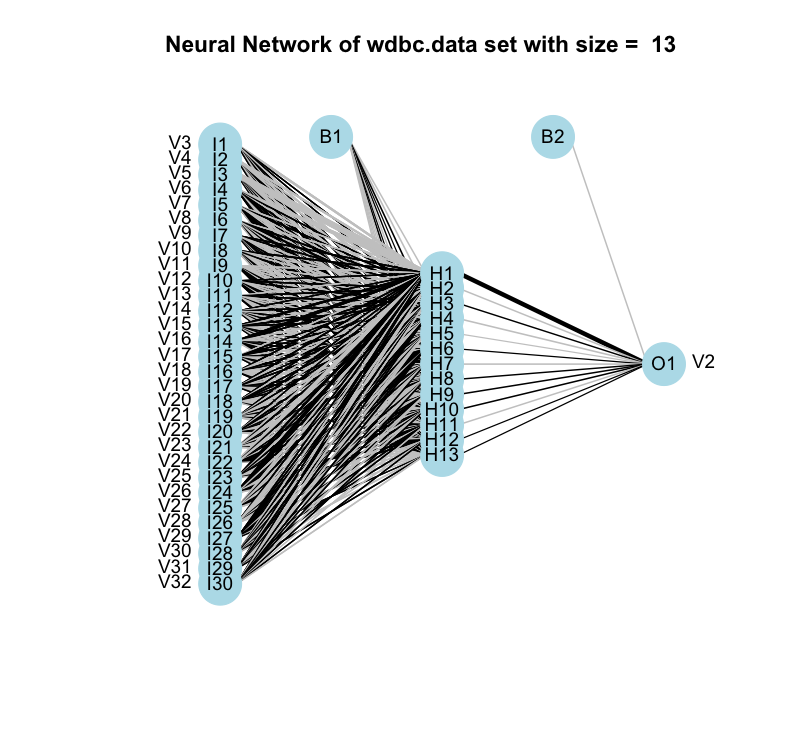 Neural Network of wdbc.data set with size = 13
B1
B2
V3 I1
V4 I2
V5 I3
V6 I4
V7 I5
V8 I6
V9 I7
V10 I8
V11 I9
V12 I10
V13 I11
V14 I12
V15 I13
V16 I14
V17 I15
V18 I16
V19 I17
V20 I18
V21 I19
V22 I20
V23 I21
V24 I22
V25 I23
V26 I24
V27 I25
V28 I26
V29 I27
V30 I28
V31 I29
V32 I30
H1
H2
H3
H4
H5
H6
H7
H8
H9
H10
H11
H12
H13
O1 V2